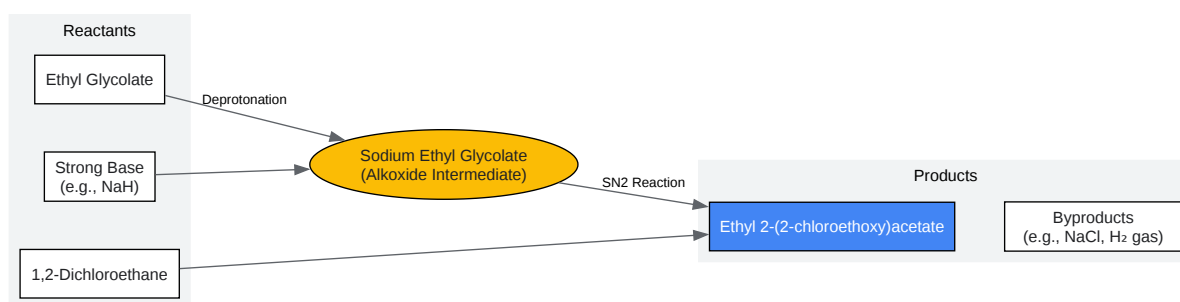 Reactants
Ethyl Glycolate
Deprotonation
Strong Base
(e.g., NaH)
Sodium Ethyl Glycolate
(Alkoxide Intermediate)
SN2 Reaction
1,2-Dichloroethane
Products
Ethyl 2-(2-chloroethoxy)acetate
Byproducts
(e.g., NaCl, H₂ gas)